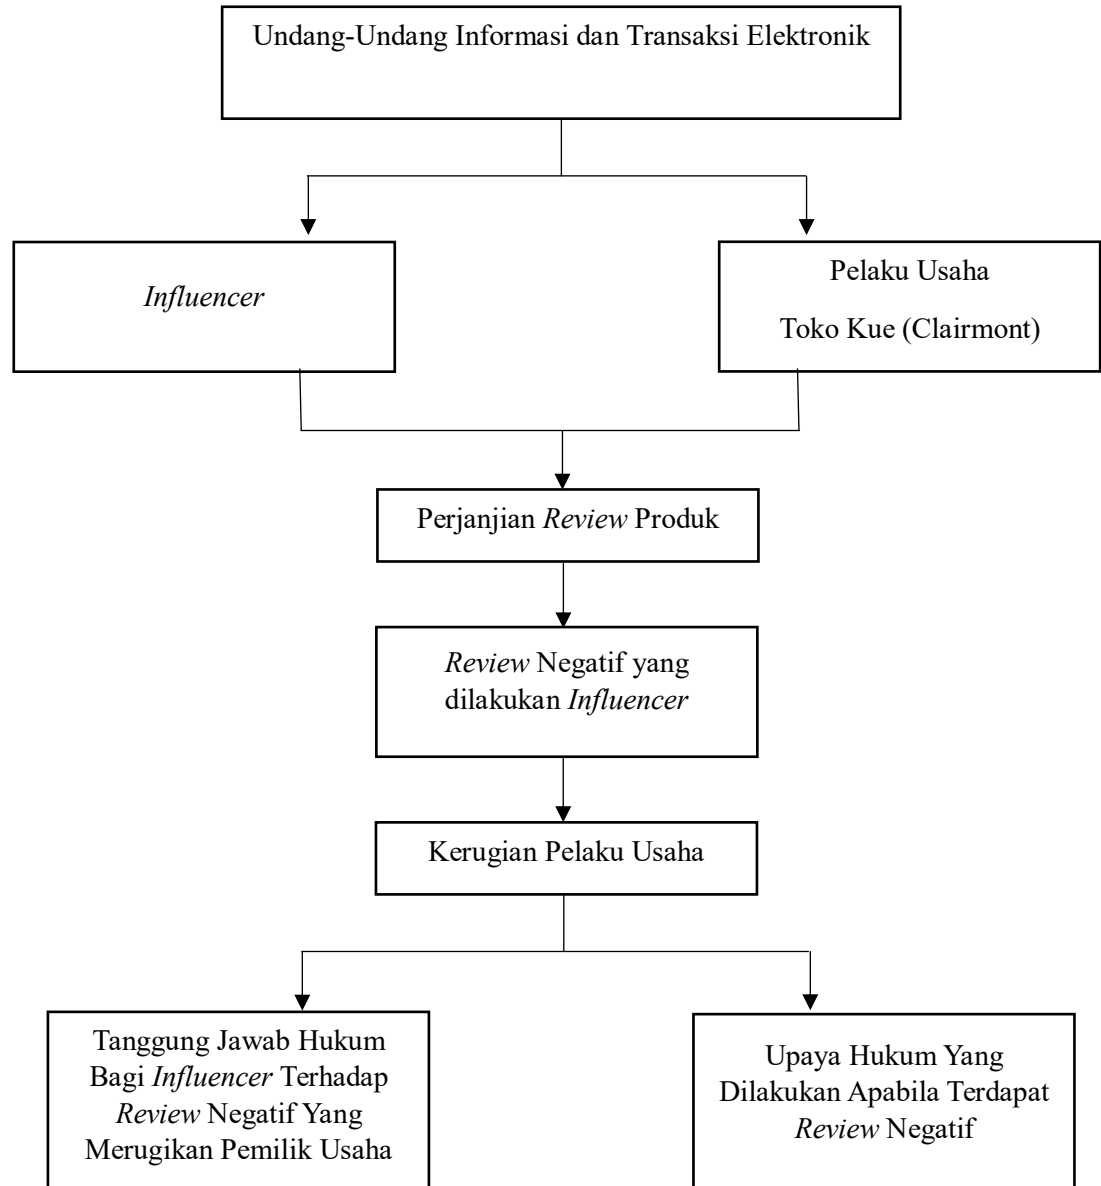 Undang-Undang Informasi dan Transaksi Elektronik
Influencer
Pelaku Usaha
Toko Kue (Clairmont)
Perjanjian Review Produk
Review Negatif yang
dilakukan Influencer
Kerugian Pelaku Usaha
Tanggung Jawab Hukum
Bagi Influencer Terhadap
Review Negatif Yang
Merugikan Pemilik Usaha
Upaya Hukum Yang
Dilakukan Apabila Terdapat
Review Negatif